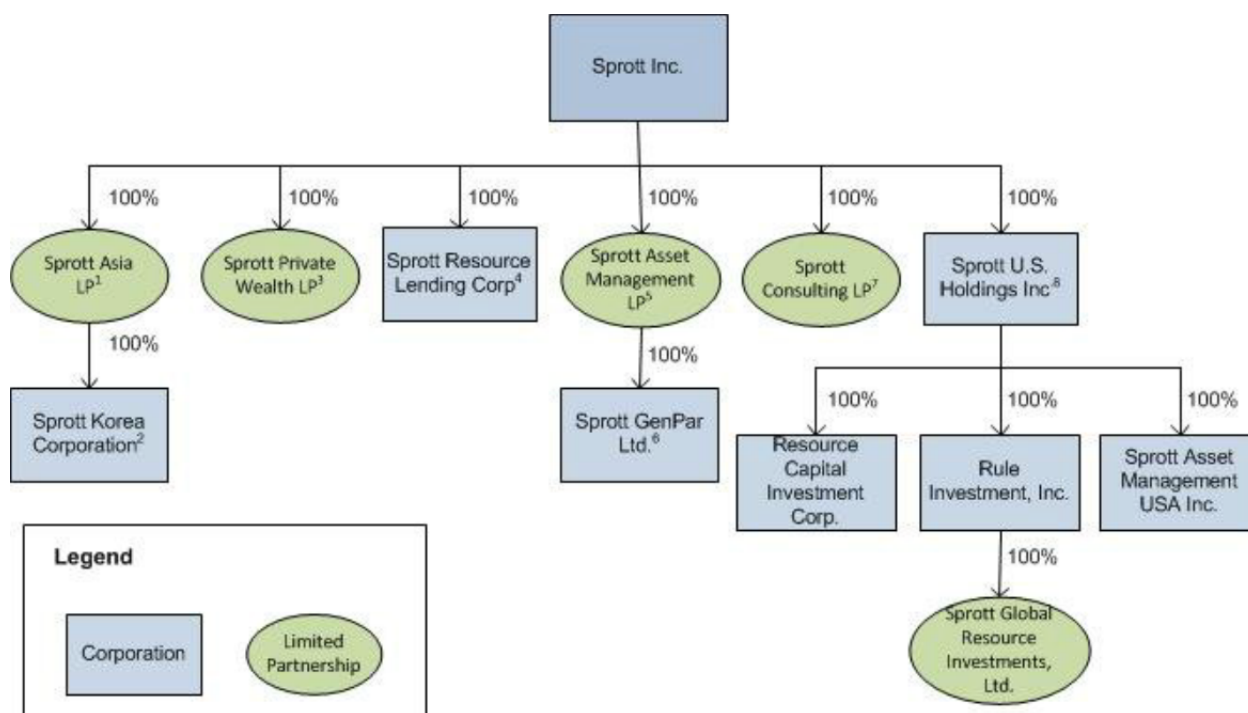 Sprott Inc.
100%
100%
100%
100%
100%
100%
Sprott Asia
LP¹
Sprott Private
Wealth LP³
Sprott Resource
Lending Corp⁴
Sprott Asset
Management
LP⁵
Sprott
Consulting LP⁷
Sprott U.S.
Holdings Inc.⁸
100%
100%
Sprott Korea
Corporation²
Sprott GenPar
Ltd.⁶
100%
100%
100%
Resource
Capital
Investment
Corp.
Rule
Investment, Inc.
Sprott Asset
Management
USA Inc.
100%
Sprott Global
Resource
Investments,
Ltd.
Legend
Corporation
Limited
Partnership